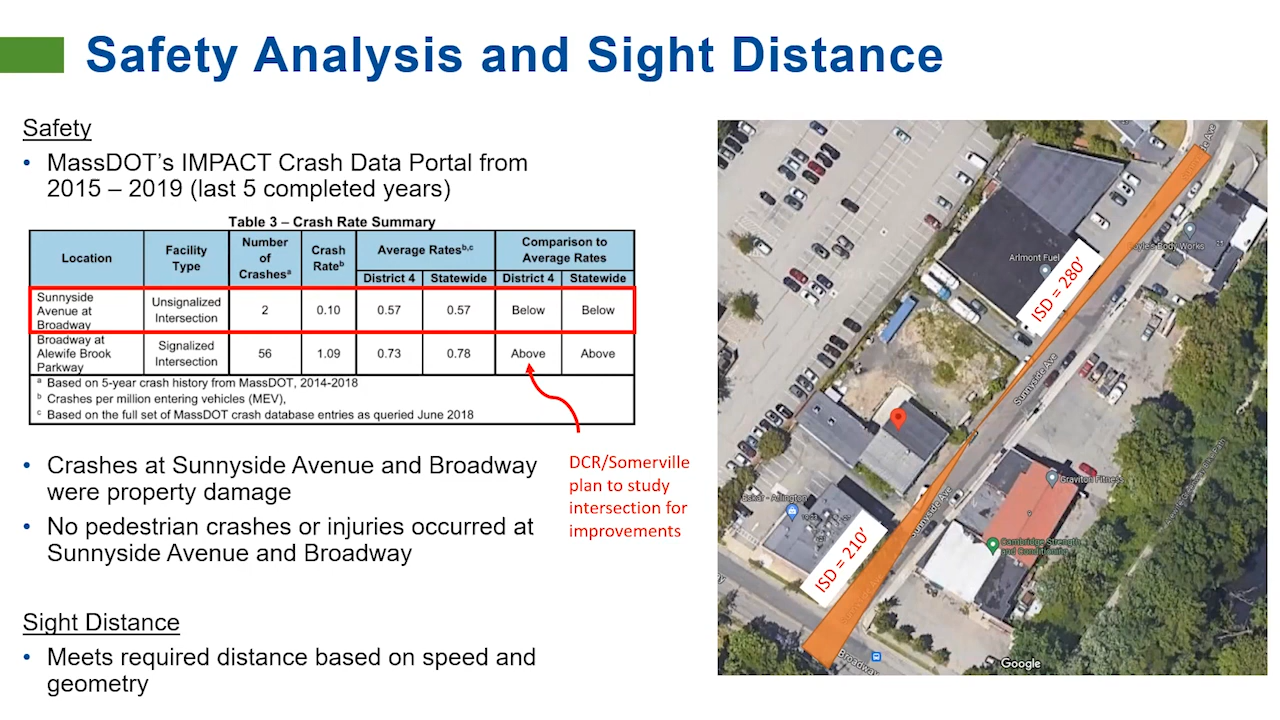 Safety Analysis and Sight Distance
Safety
• MassDOT’s IMPACT Crash Data Portal from
2015 – 2019 (last 5 completed years)
Table 3 – Crash Rate Summary
Location Facility Type Number of Crashesᵃ Crash Rateᵇ Average Ratesᵇ,ᶜ Comparison to Average Rates
District 4 Statewide District 4 Statewide
Sunnyside Avenue at Broadway Unsignalized Intersection 2 0.10 0.57 0.57 Below Below
Broadway at Alewife Brook Parkway Signalized Intersection 56 1.09 0.73 0.78 Above Above
ᵃ Based on 5-year crash history from MassDOT, 2014-2018
ᵇ Crashes per million entering vehicles (MEV),
ᶜ Based on the full set of MassDOT crash database entries as queried June 2018
• Crashes at Sunnyside Avenue and Broadway
were property damage
• No pedestrian crashes or injuries occurred at
Sunnyside Avenue and Broadway
DCR/Somerville
plan to study
intersection for
improvements
Sight Distance
• Meets required distance based on speed and
geometry
Arlmont Fuel
Body Works
ISD = 280’
Sunnyside Ave
Graviton Fitness
Sunnyside Ave
Cambridge Strength
and Conditioning
ISD = 210’
Broadway
Google